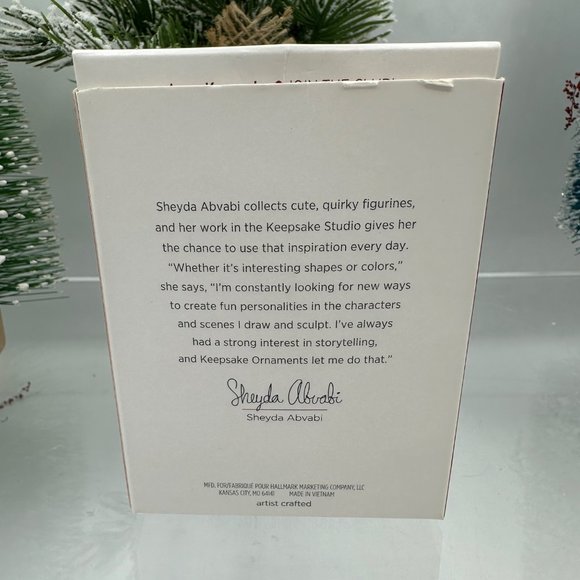 JOIN THE CLUB!
Sheyda Abvabi collects cute, quirky figurines,
and her work in the Keepsake Studio gives her
the chance to use that inspiration every day.
“Whether it’s interesting shapes or colors,”
she says, “I’m constantly looking for new ways
to create fun personalities in the characters
and scenes I draw and sculpt. I’ve always
had a strong interest in storytelling,
and Keepsake Ornaments let me do that.”
Sheyda Abvabi
Sheyda Abvabi
MFD. FOR/FABRIQUÉ POUR HALLMARK MARKETING COMPANY, LLC
KANSAS CITY, MO 64141 MADE IN VIETNAM
artist crafted